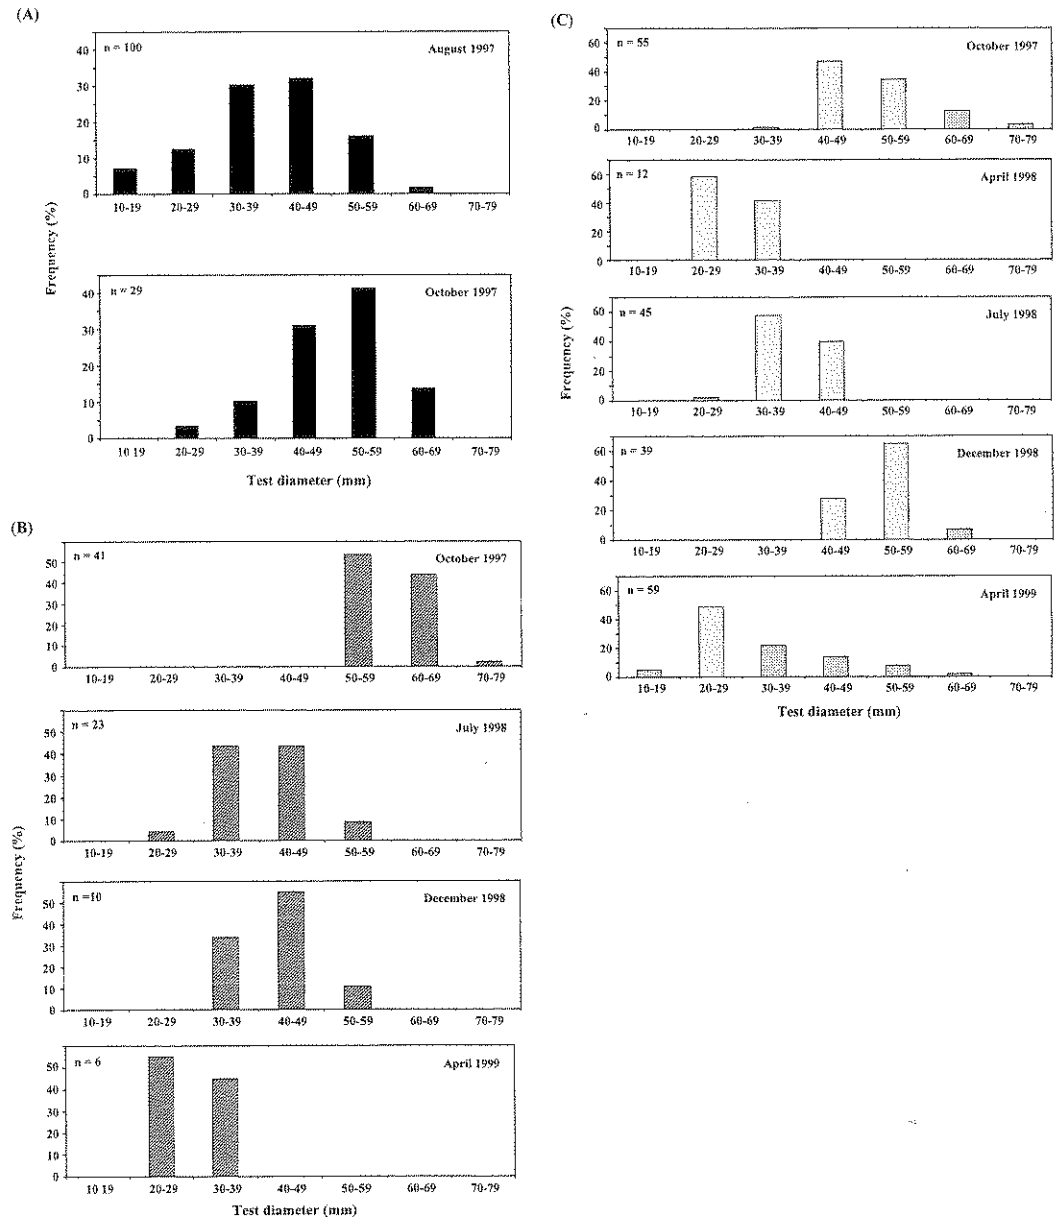 (A)
n = 100
August 1997
40
30
20
10
0
10-19 20-29 30-39 40-49 50-59 60-69 70-79
Frequency (%)
n = 29
October 1997
40
30
20
10
0
10-19 20-29 30-39 40-49 50-59 60-69 70-79
Test diameter (mm)
(B)
n = 41
October 1997
50
40
30
20
10
0
10-19 20-29 30-39 40-49 50-59 60-69 70-79
n = 23
July 1998
50
40
30
20
10
0
10-19 20-29 30-39 40-49 50-59 60-69 70-79
Frequency (%)
n =10
December 1998
50
40
30
20
10
0
10-19 20-29 30-39 40-49 50-59 60-69 70-79
n = 6
April 1999
50
40
30
20
10
0
10-19 20-29 30-39 40-49 50-59 60-69 70-79
Test diameter (mm)
(C)
n = 55
October 1997
60
40
20
0
10-19 20-29 30-39 40-49 50-59 60-69 70-79
n = 12
April 1998
60
40
20
0
10-19 20-29 30-39 40-49 50-59 60-69 70-79
n = 45
July 1998
60
40
20
0
10-19 20-29 30-39 40-49 50-59 60-69 70-79
Frequency (%)
n = 39
December 1998
60
40
20
0
10-19 20-29 30-39 40-49 50-59 60-69 70-79
n = 59
April 1999
60
40
20
0
10-19 20-29 30-39 40-49 50-59 60-69 70-79
Test diameter (mm)